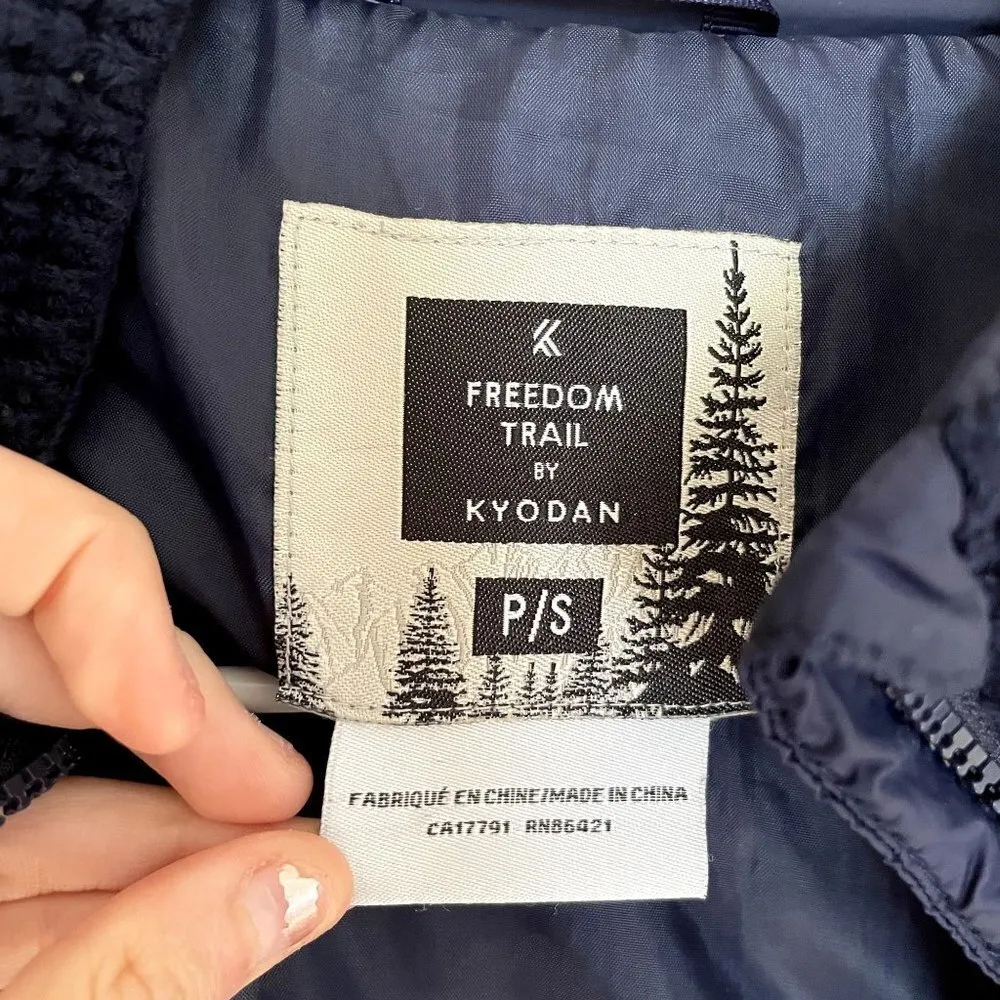 FREEDOM
TRAIL
BY
KYODAN
P/S
FABRIQUÉ EN CHINE/MADE IN CHINA
CA17791 RN86421